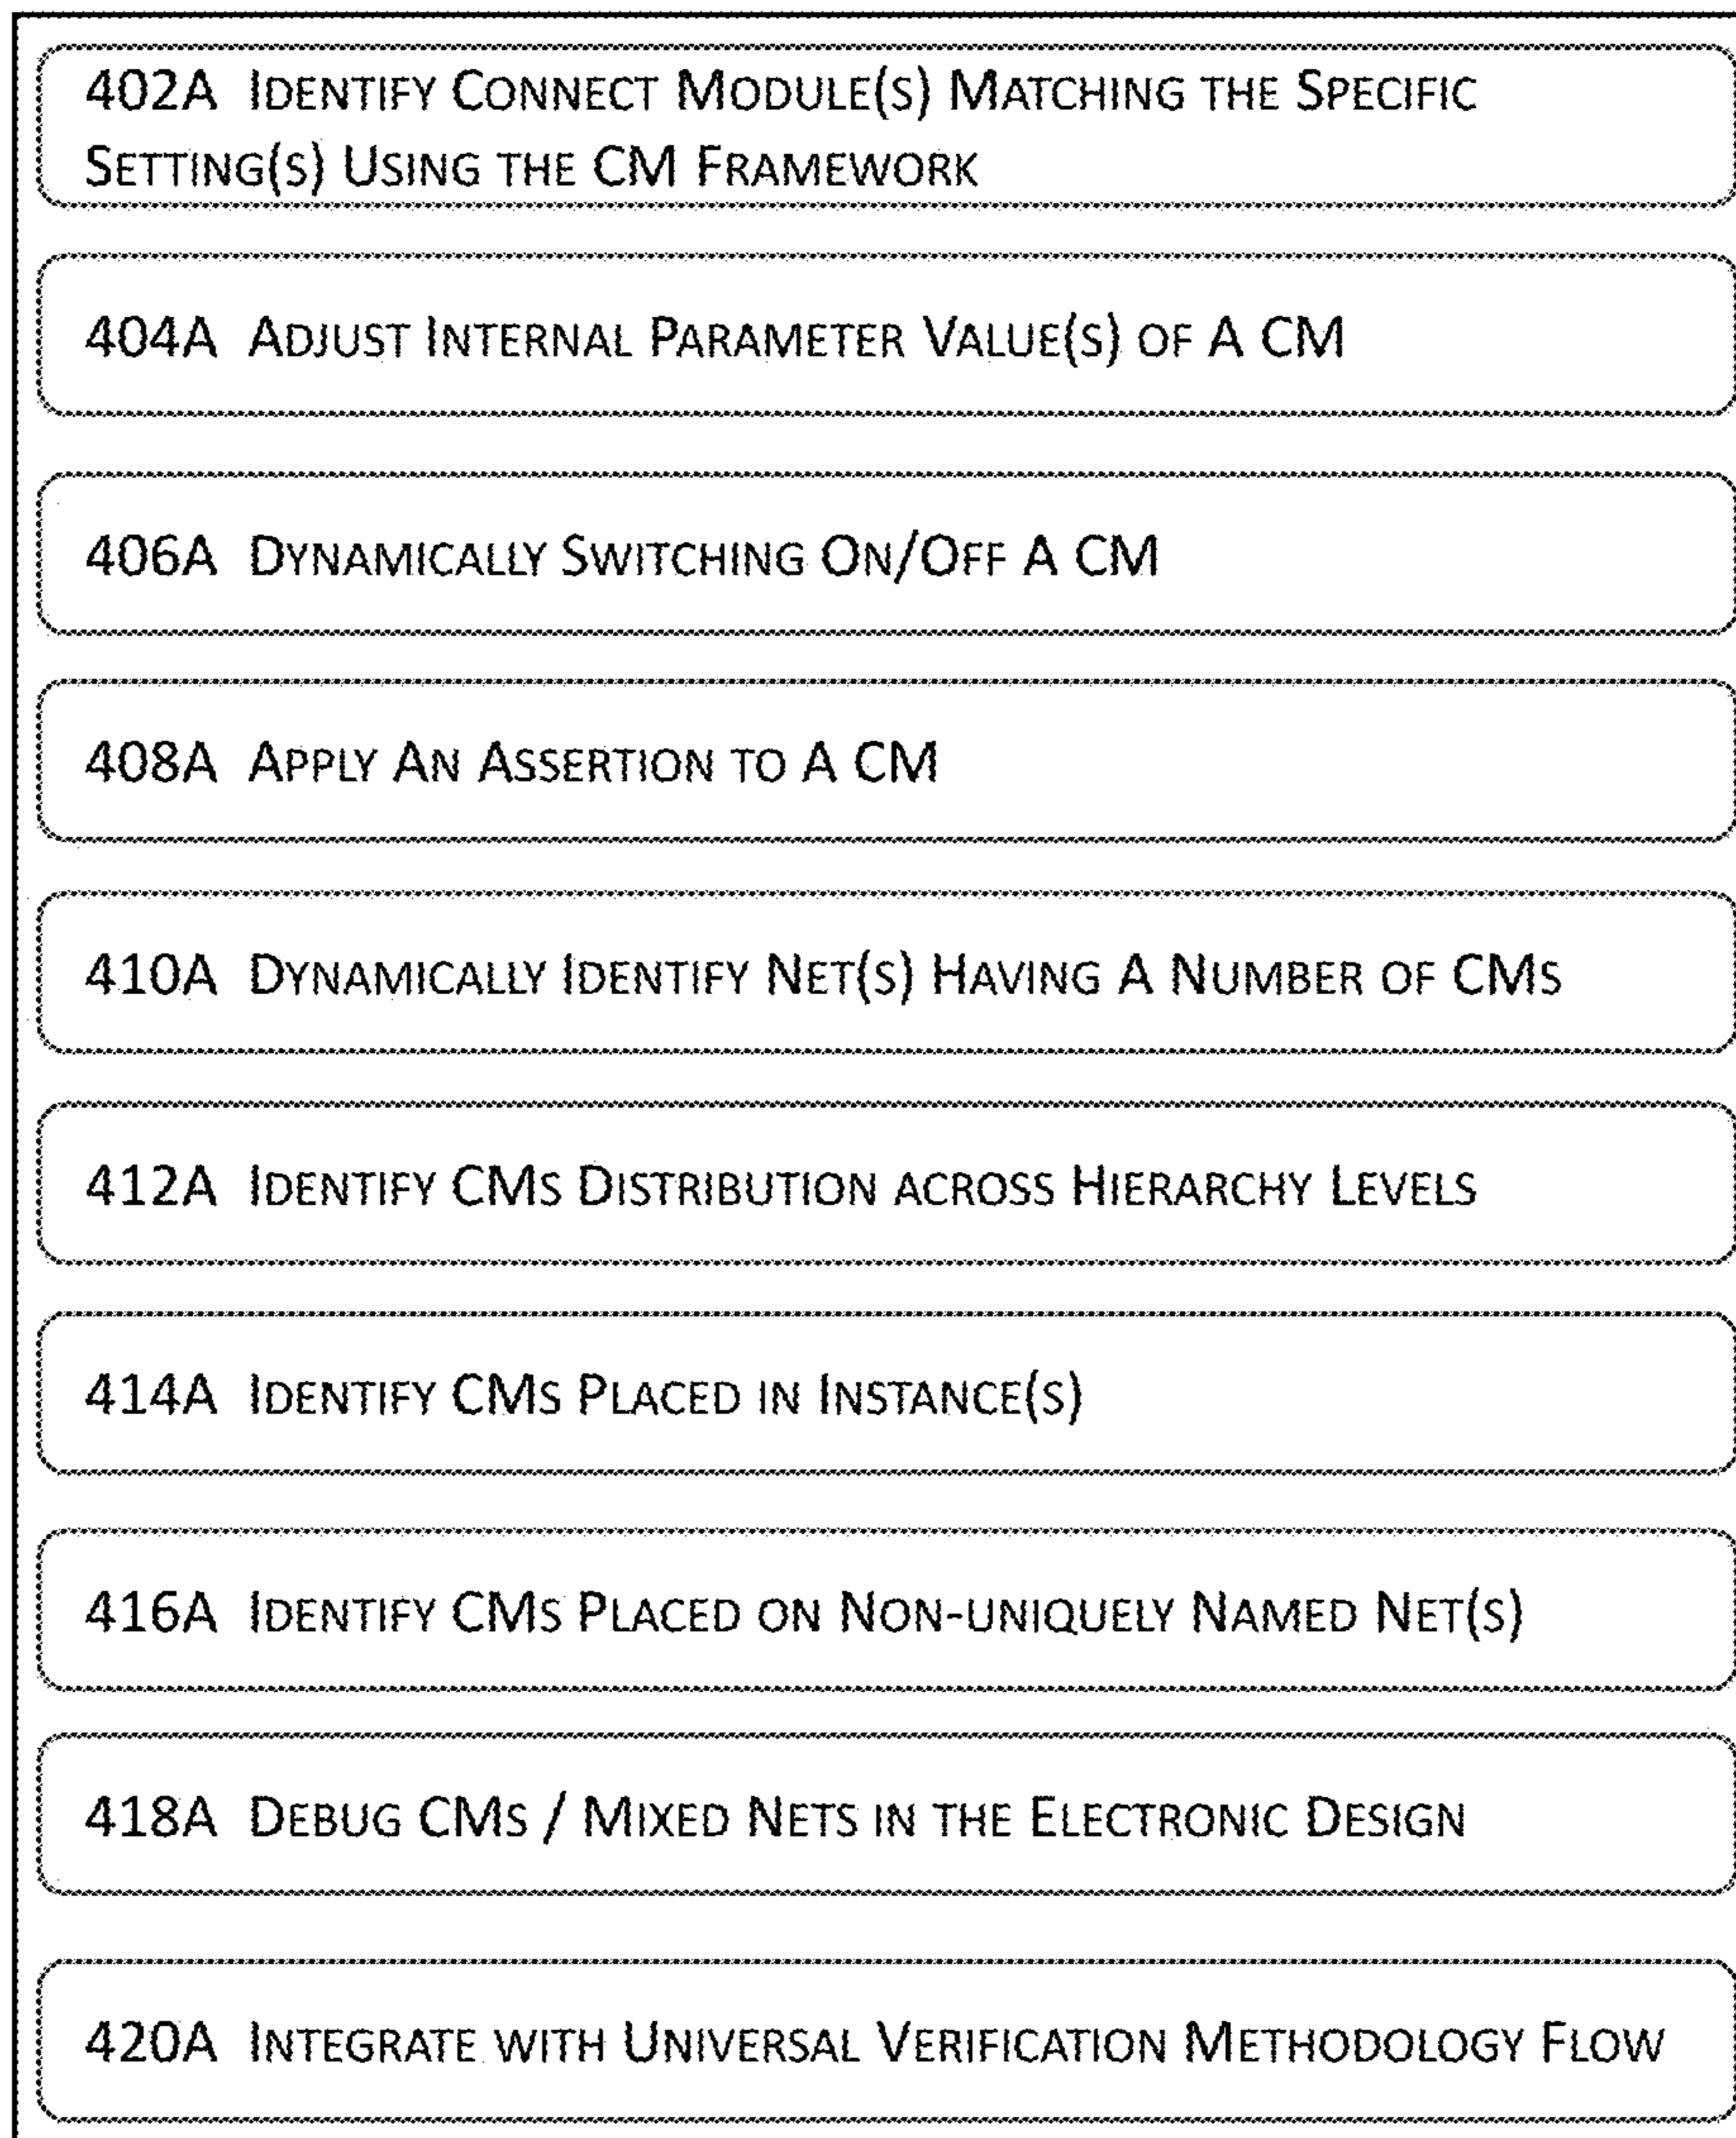 402A IDENTIFY CONNECT MODULE(S) MATCHING THE SPECIFIC
SETTING(S) USING THE CM FRAMEWORK
404A ADJUST INTERNAL PARAMETER VALUE(S) OF A CM
406A DYNAMICALLY SWITCHING ON/OFF A CM
408A APPLY AN ASSERTION TO A CM
410A DYNAMICALLY IDENTIFY NET(S) HAVING A NUMBER OF CMS
412A IDENTIFY CMS DISTRIBUTION ACROSS HIERARCHY LEVELS
414A IDENTIFY CMS PLACED IN INSTANCE(S)
416A IDENTIFY CMS PLACED ON NON-UNIQUELY NAMED NET(S)
418A DEBUG CMS / MIXED NETS IN THE ELECTRONIC DESIGN
420A INTEGRATE WITH UNIVERSAL VERIFICATION METHODOLOGY FLOW